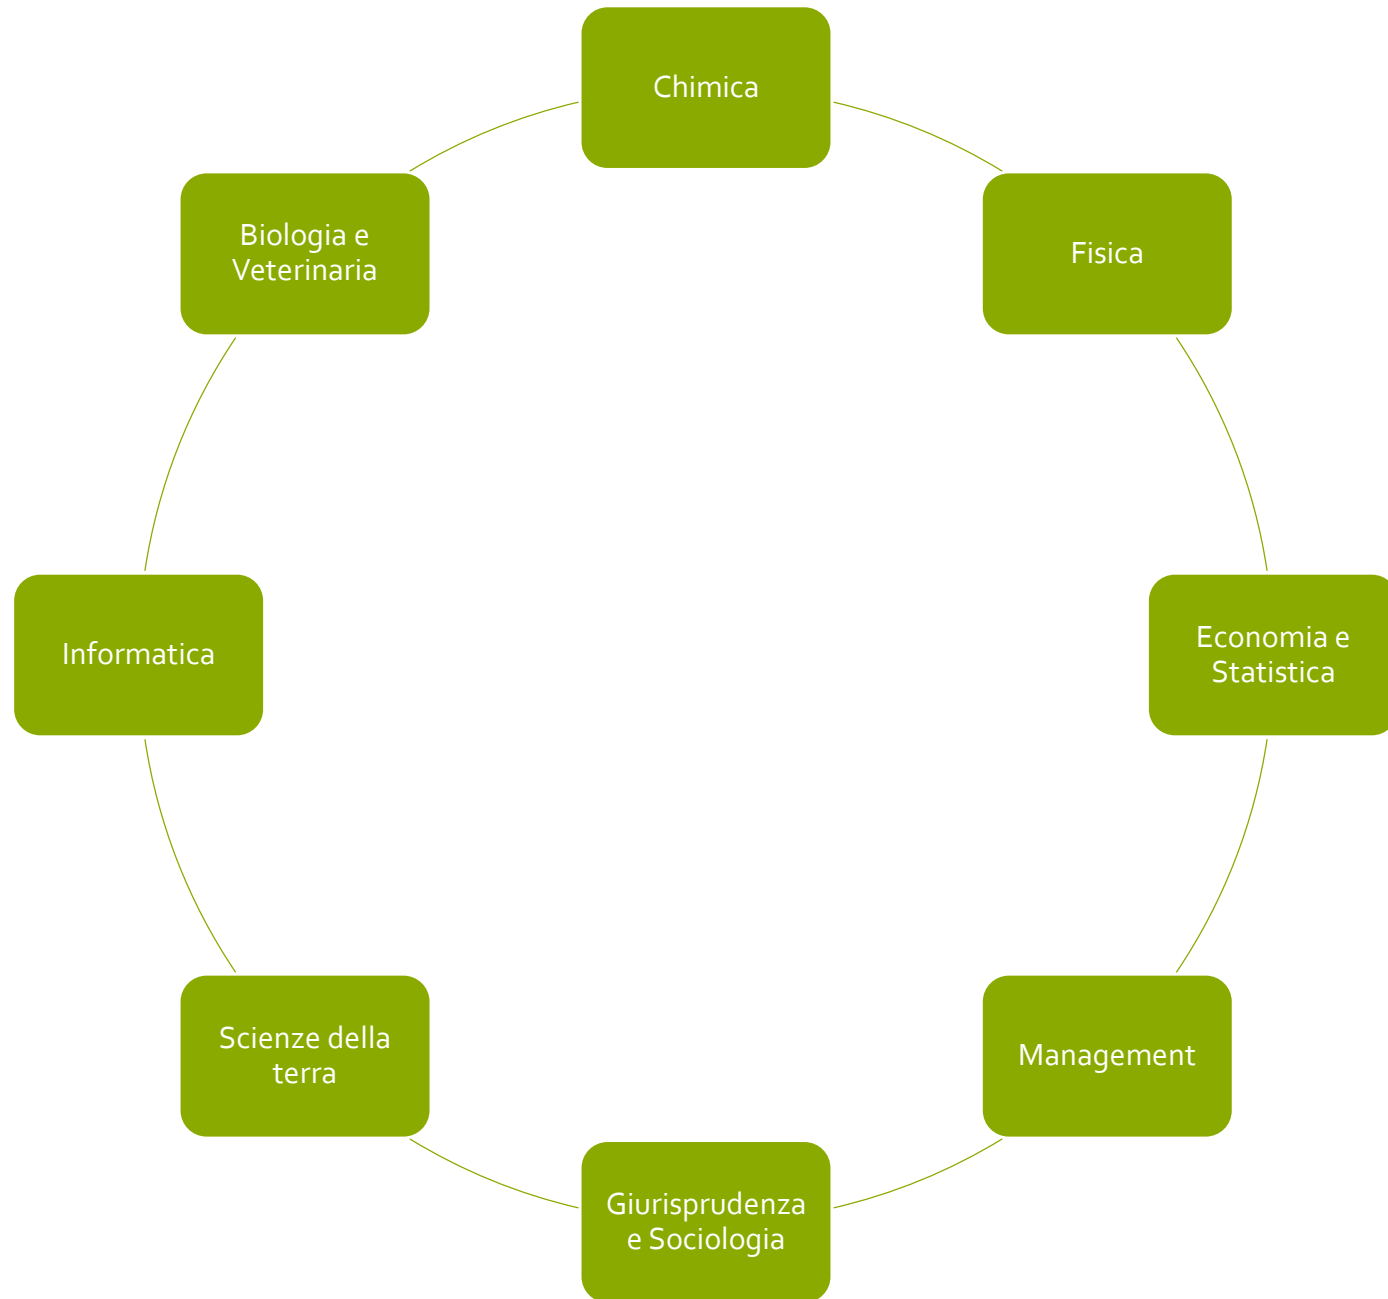 Chimica
Fisica
Economia e
Statistica
Management
Giurisprudenza
e Sociologia
Scienze della
terra
Informatica
Biologia e
Veterinaria